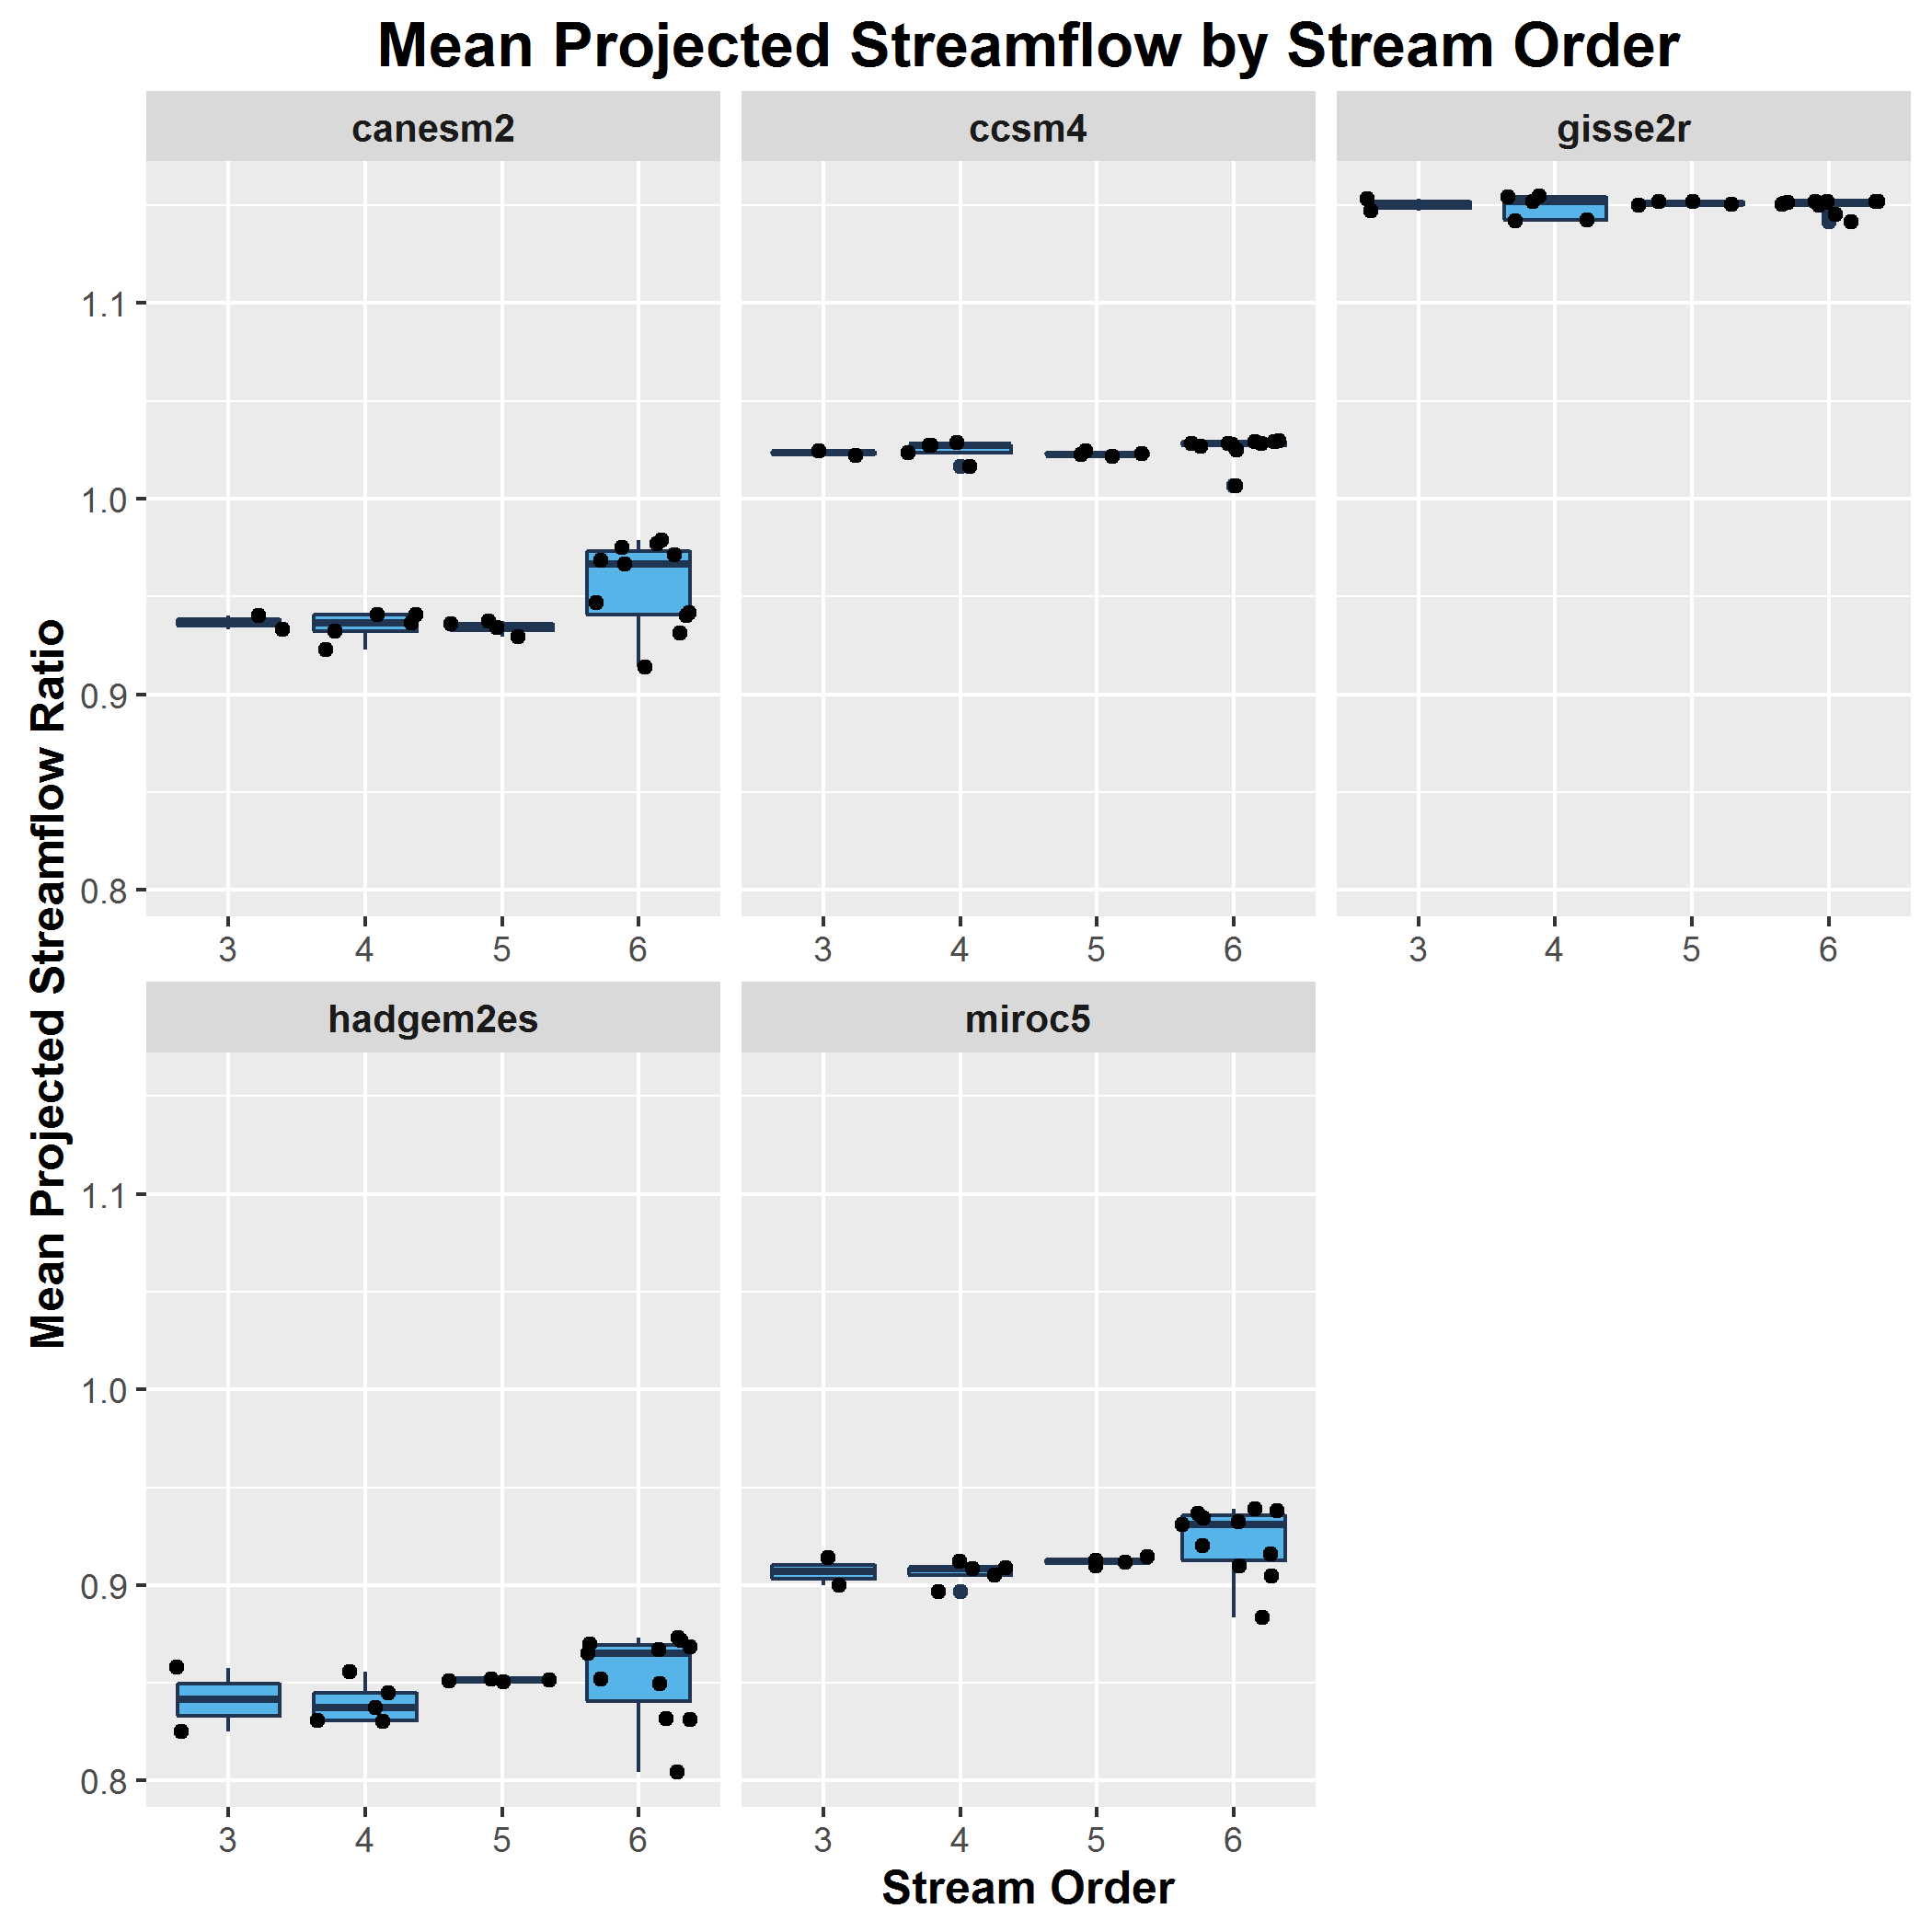 Mean Projected Streamflow by Stream Order
canesm2 ccsm4 gisse2r
Mean Projected Streamflow Ratio
1.1
1.0
0.9
0.8
3 4 5 6 3 4 5 6 3 4 5 6
hadgem2es miroc5
1.1
1.0
0.9
0.8
3 4 5 6 3 4 5 6
Stream Order